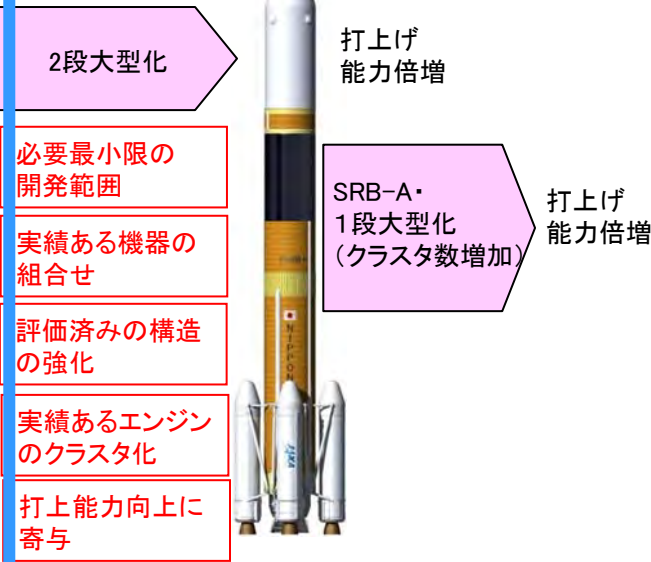 2段大型化
打上げ
能力倍増
必要最小限の
開発範囲
実績ある機器の
組合せ
評価済みの構造
の強化
実績あるエンジン
のクラスタ化
打上能力向上に
寄与
SRB-A・
1段大型化
(クラスタ数増加)
打上げ
能力倍増
NIPPON
JAXA